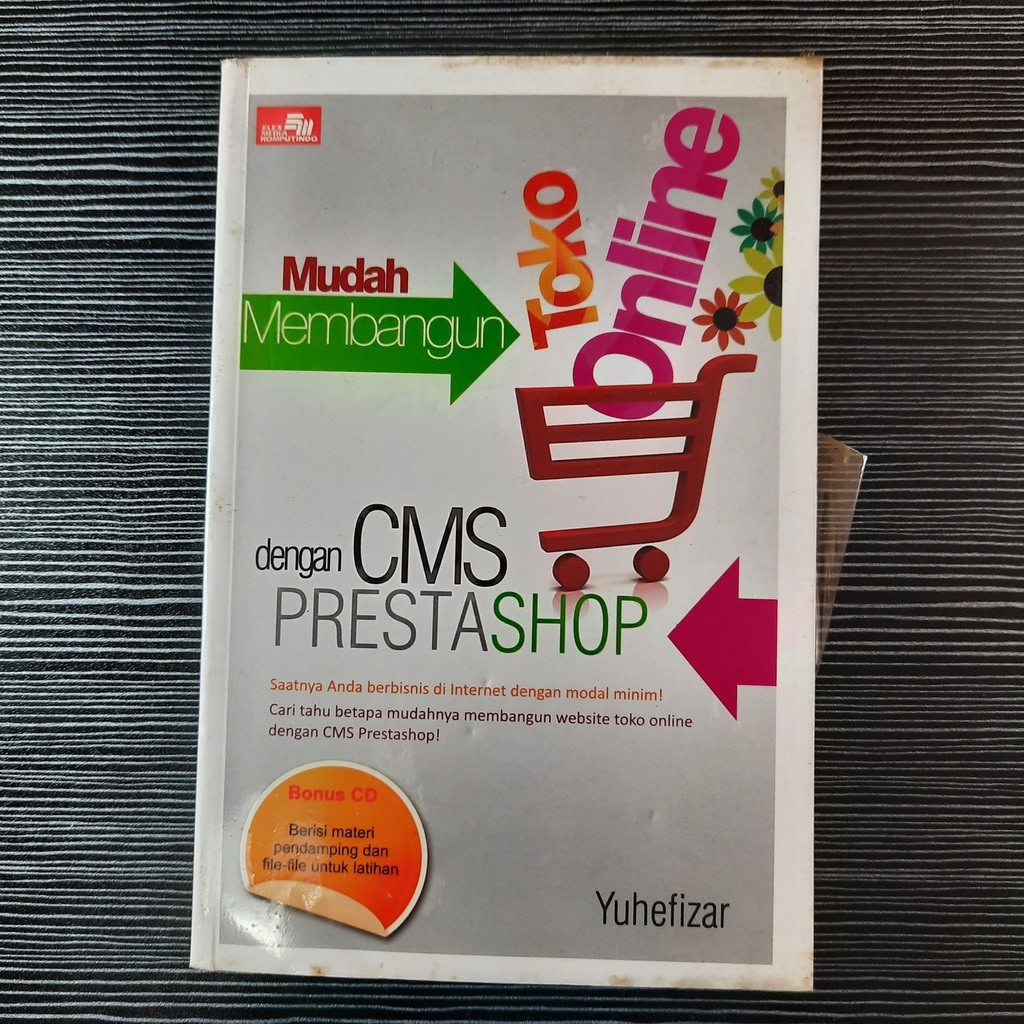 ELEX
MEDIA
KOMPUTINDO
Mudah
Membangun
Toko
Online
dengan CMS
PRESTASHOP
Saatnya Anda berbisnis di Internet dengan modal minim!
Cari tahu betapa mudahnya membangun website toko online
dengan CMS Prestashop!
Bonus CD
Berisi materi
pendamping dan
file-file untuk latihan
Yuhefizar